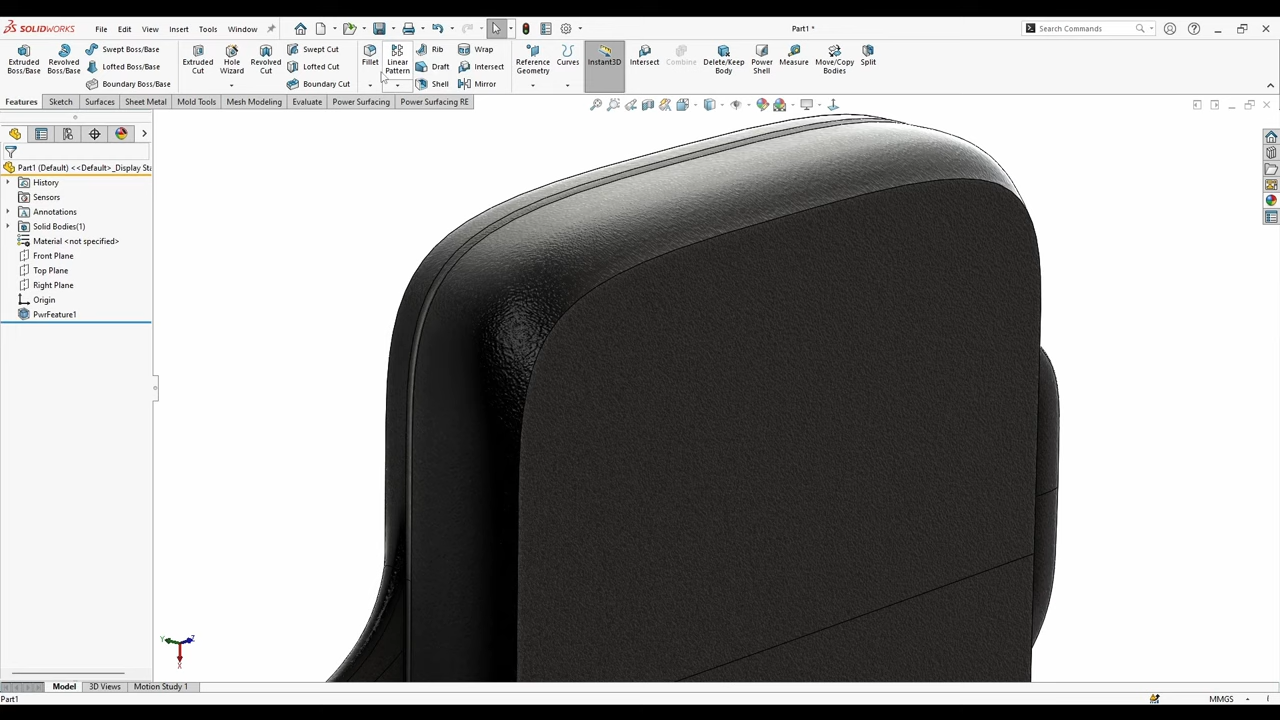 SOLIDWORKS File Edit View Insert Tools Window Part1 * Search Commands
Extruded Boss/Base
Revolved Boss/Base
Swept Boss/Base
Lofted Boss/Base
Boundary Boss/Base
Extruded Cut
Hole Wizard
Revolved Cut
Swept Cut
Lofted Cut
Boundary Cut
Fillet
Linear Pattern
Rib
Draft
Shell
Wrap
Intersect
Mirror
Reference Geometry
Curves
Instant3D
Intersect
Combine
Delete/Keep Body
Power Shell
Measure
Move/Copy Bodies
Split
Features Sketch Surfaces Sheet Metal Mold Tools Mesh Modeling Evaluate Power Surfacing Power Surfacing RE
Part1 (Default) <<Default>_Display Sta
History
Sensors
Annotations
Solid Bodies(1)
Material <not specified>
Front Plane
Top Plane
Right Plane
Origin
PwrFeature1
Y Z
X
Model 3D Views Motion Study 1
Part1 MMGS